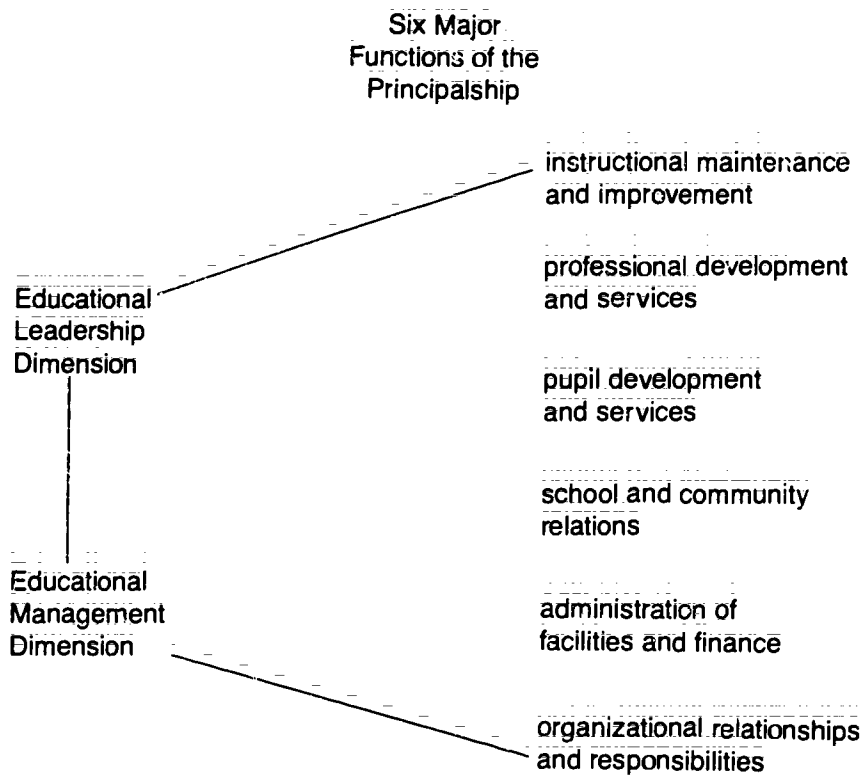 Six Major
Functions of the
Principalship
instructional maintenance
and improvement
professional development
and services
Educational
Leadership
Dimension
pupil development
and services
school and community
relations
Educational
Management
Dimension
administration of
facilities and finance
organizational relationships
and responsibilities